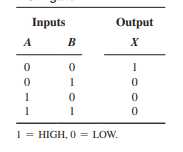 Inputs Output
A B X
0 0 1
0 1 0
1 0 0
1 1 0
1 = HIGH, 0 = LOW.